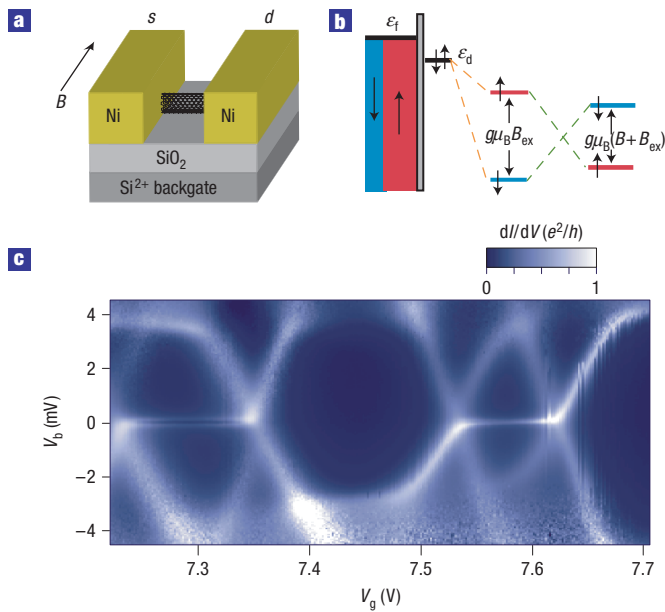 a
s
d
B
Ni
Ni
SiO₂
Si²⁺ backgate
b
εf
εd
gμBBex
gμB(B+Bex)
c
dI/dV (e²/h)
0
1
4
2
0
−2
−4
Vb (mV)
7.3
7.4
7.5
7.6
7.7
Vg (V)